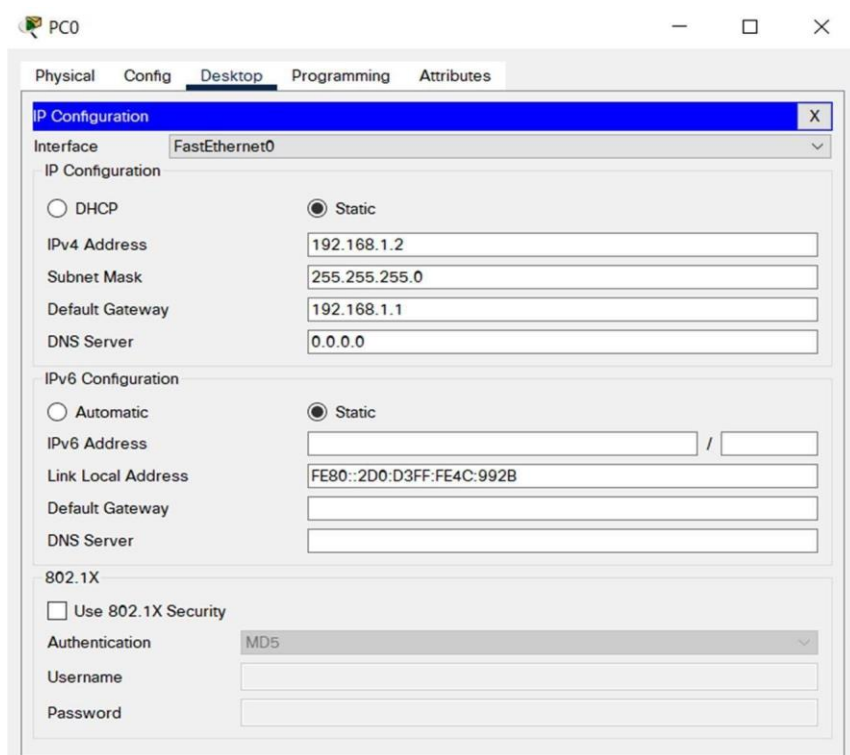 PC0
Physical Config Desktop Programming Attributes
IP Configuration X
Interface FastEthernet0
IP Configuration
DHCP Static
IPv4 Address 192.168.1.2
Subnet Mask 255.255.255.0
Default Gateway 192.168.1.1
DNS Server 0.0.0.0
IPv6 Configuration
Automatic Static
IPv6 Address /
Link Local Address FE80::2D0:D3FF:FE4C:992B
Default Gateway
DNS Server
802.1X
Use 802.1X Security
Authentication MD5
Username
Password